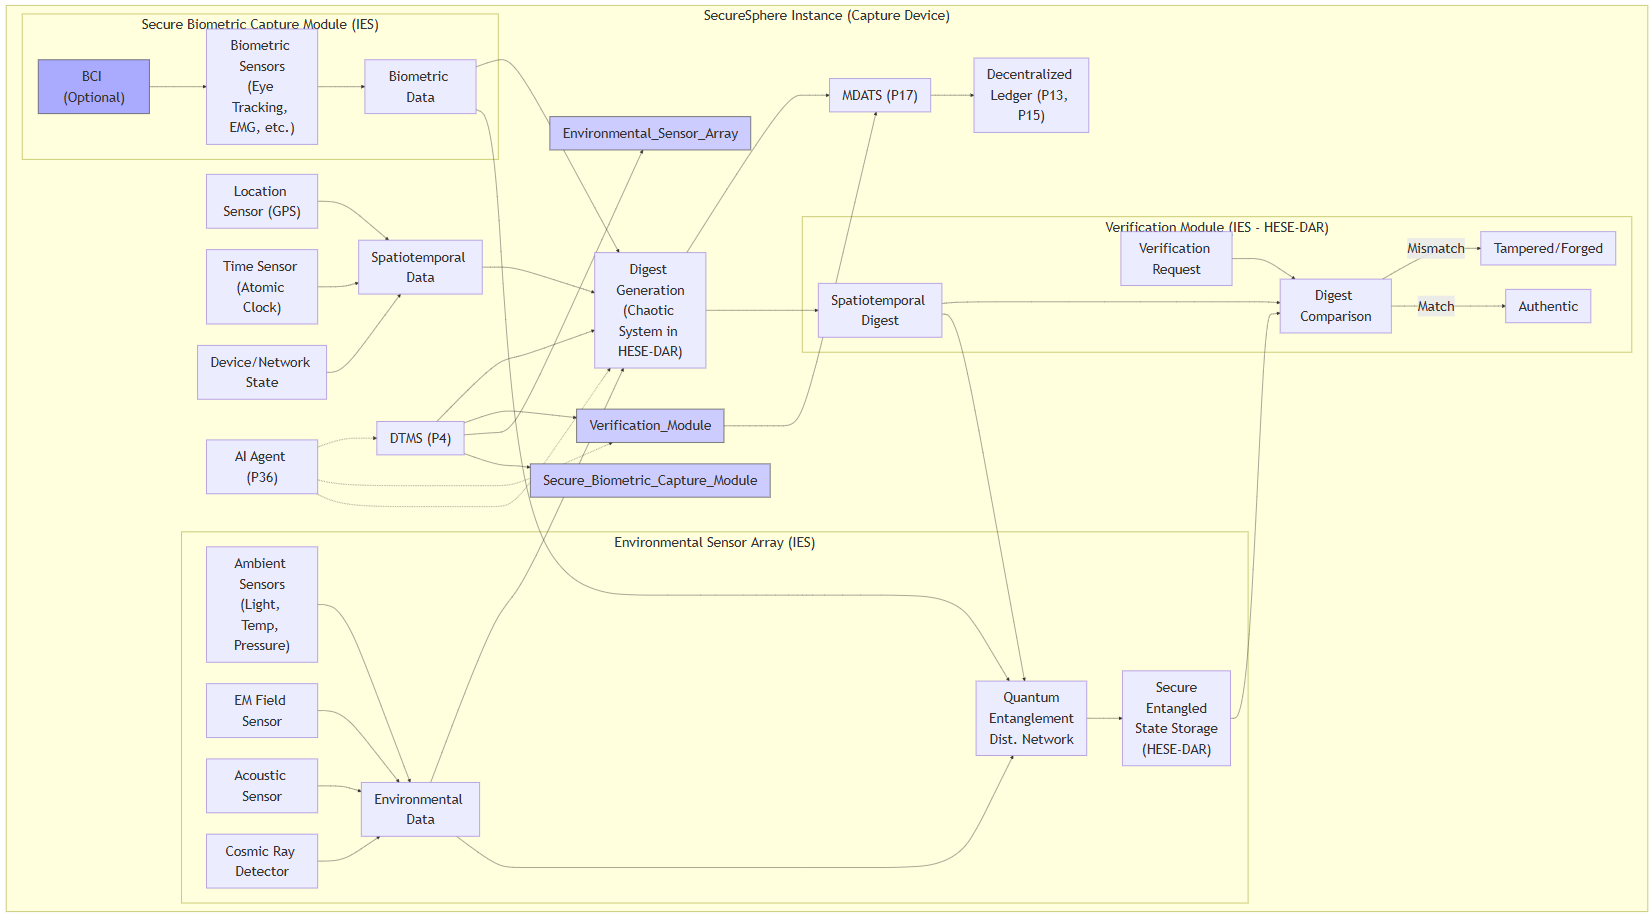 SecureSphere Instance (Capture Device)
Secure Biometric Capture Module (IES)
BCI
(Optional)
Biometric
Sensors
(Eye
Tracking,
EMG, etc.)
Biometric
Data
Environmental_Sensor_Array
MDATS (P17)
Decentralized
Ledger (P13,
P15)
Location
Sensor (GPS)
Time Sensor
(Atomic
Clock)
Device/Network
State
Spatiotemporal
Data
Digest
Generation
(Chaotic
System in
HESE-DAR)
Verification Module (IES - HESE-DAR)
Verification
Request
Spatiotemporal
Digest
Digest
Comparison
Mismatch
Tampered/Forged
Match
Authentic
DTMS (P4)
AI Agent
(P36)
Verification_Module
Secure_Biometric_Capture_Module
Environmental Sensor Array (IES)
Ambient
Sensors
(Light,
Temp,
Pressure)
EM Field
Sensor
Acoustic
Sensor
Cosmic Ray
Detector
Environmental
Data
Quantum
Entanglement
Dist. Network
Secure
Entangled
State Storage
(HESE-DAR)